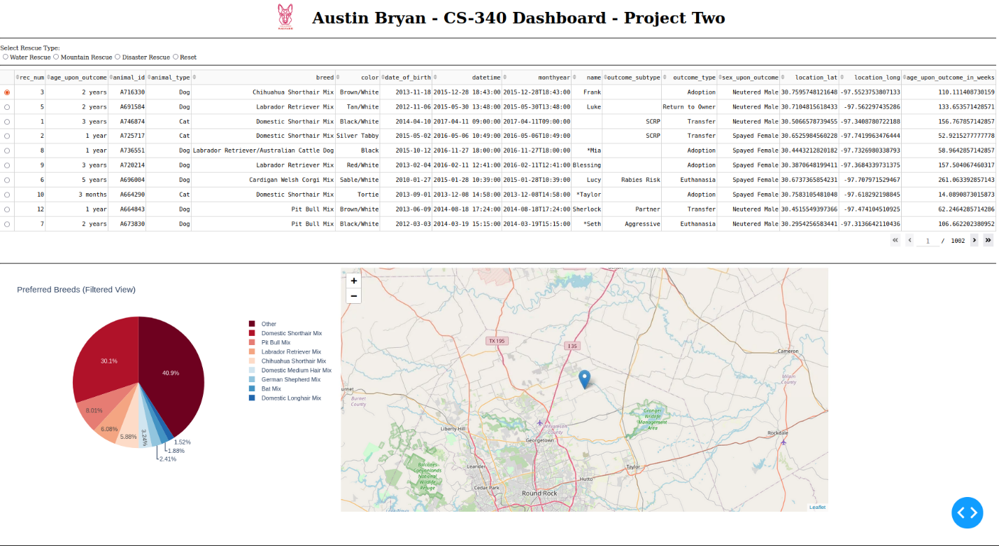 Austin Bryan - CS-340 Dashboard - Project Two
Select Rescue Type:
Water Rescue Mountain Rescue Disaster Rescue Reset
rec_num age_upon_outcome animal_id animal_type breed color date_of_birth datetime monthyear name outcome_subtype outcome_type sex_upon_outcome location_lat location_long age_upon_outcome_in_weeks
3 2 years A716330 Dog Chihuahua Shorthair Mix Brown/White 2013-11-18 2015-12-28 18:43:00 2015-12-28T18:43:00 Frank Adoption Neutered Male 30.7595748121648 -97.5523753807133 110.111408730159
5 2 years A691584 Dog Labrador Retriever Mix Tan/White 2012-11-06 2015-05-30 13:48:00 2015-05-30T13:48:00 Luke Return to Owner Neutered Male 30.7104815618433 -97.562297435286 133.653571428571
1 3 years A746874 Cat Domestic Shorthair Mix Black/White 2014-04-10 2017-04-11 09:00:00 2017-04-11T09:00:00 SCRP Transfer Neutered Male 30.5066578739455 -97.3408780722188 156.767857142857
2 1 year A725717 Cat Domestic Shorthair Mix Silver Tabby 2015-05-02 2016-05-06 10:49:00 2016-05-06T10:49:00 SCRP Transfer Spayed Female 30.6525984560228 -97.7419963476444 52.9215277777778
8 1 year A736551 Dog Labrador Retriever/Australian Cattle Dog Black 2015-10-12 2016-11-27 18:00:00 2016-11-27T18:00:00 *Mia Adoption Spayed Female 30.4443212820182 -97.7326980338793 58.9642857142857
9 3 years A720214 Dog Labrador Retriever Mix Red/White 2013-02-04 2016-02-11 12:41:00 2016-02-11T12:41:00 Blessing Adoption Spayed Female 30.3870648199411 -97.3684339731375 157.504067460317
6 5 years A696004 Dog Cardigan Welsh Corgi Mix Sable/White 2010-01-27 2015-01-28 10:39:00 2015-01-28T10:39:00 Lucy Rabies Risk Euthanasia Spayed Female 30.6737365854231 -97.707971529467 261.063392857143
10 3 months A664290 Cat Domestic Shorthair Mix Tortie 2013-09-01 2013-12-08 14:58:00 2013-12-08T14:58:00 *Taylor Adoption Spayed Female 30.7583105481048 -97.618292198845 14.0890873015873
12 1 year A664843 Dog Pit Bull Mix Brown/White 2013-06-09 2014-08-18 17:24:00 2014-08-18T17:24:00 Sherlock Partner Transfer Neutered Male 30.4515549397366 -97.474104510925 62.2464285714286
7 2 years A673830 Dog Pit Bull Mix Black/White 2012-03-03 2014-03-19 15:15:00 2014-03-19T15:15:00 *Seth Aggressive Euthanasia Neutered Male 30.2954256583441 -97.3136642110436 106.662202380952
1 / 1002
Preferred Breeds (Filtered View)
40.9%
30.1%
8.01%
6.08%
5.88%
3.24%
2.41%
1.88%
1.52%
Other
Domestic Shorthair Mix
Pit Bull Mix
Labrador Retriever Mix
Chihuahua Shorthair Mix
Domestic Medium Hair Mix
German Shepherd Mix
Bat Mix
Domestic Longhair Mix
+
−
TX 195
I 35
Cameron
Milam
County
Burnet
County
Granger
Wildlife
Management
Area
Liberty Hill
Williamson
County
Georgetown
Rockdale
Balcones
Canyonlands
National
Wildlife
Refuge
Leander
Taylor
Hutto
Cedar Park
Round Rock
Leaflet